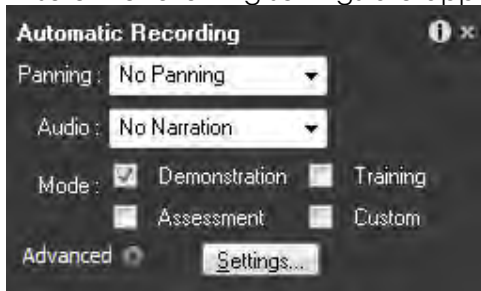 Automatic Recording
Panning : No Panning
Audio : No Narration
Mode : Demonstration Training
Assessment Custom
Advanced Settings...